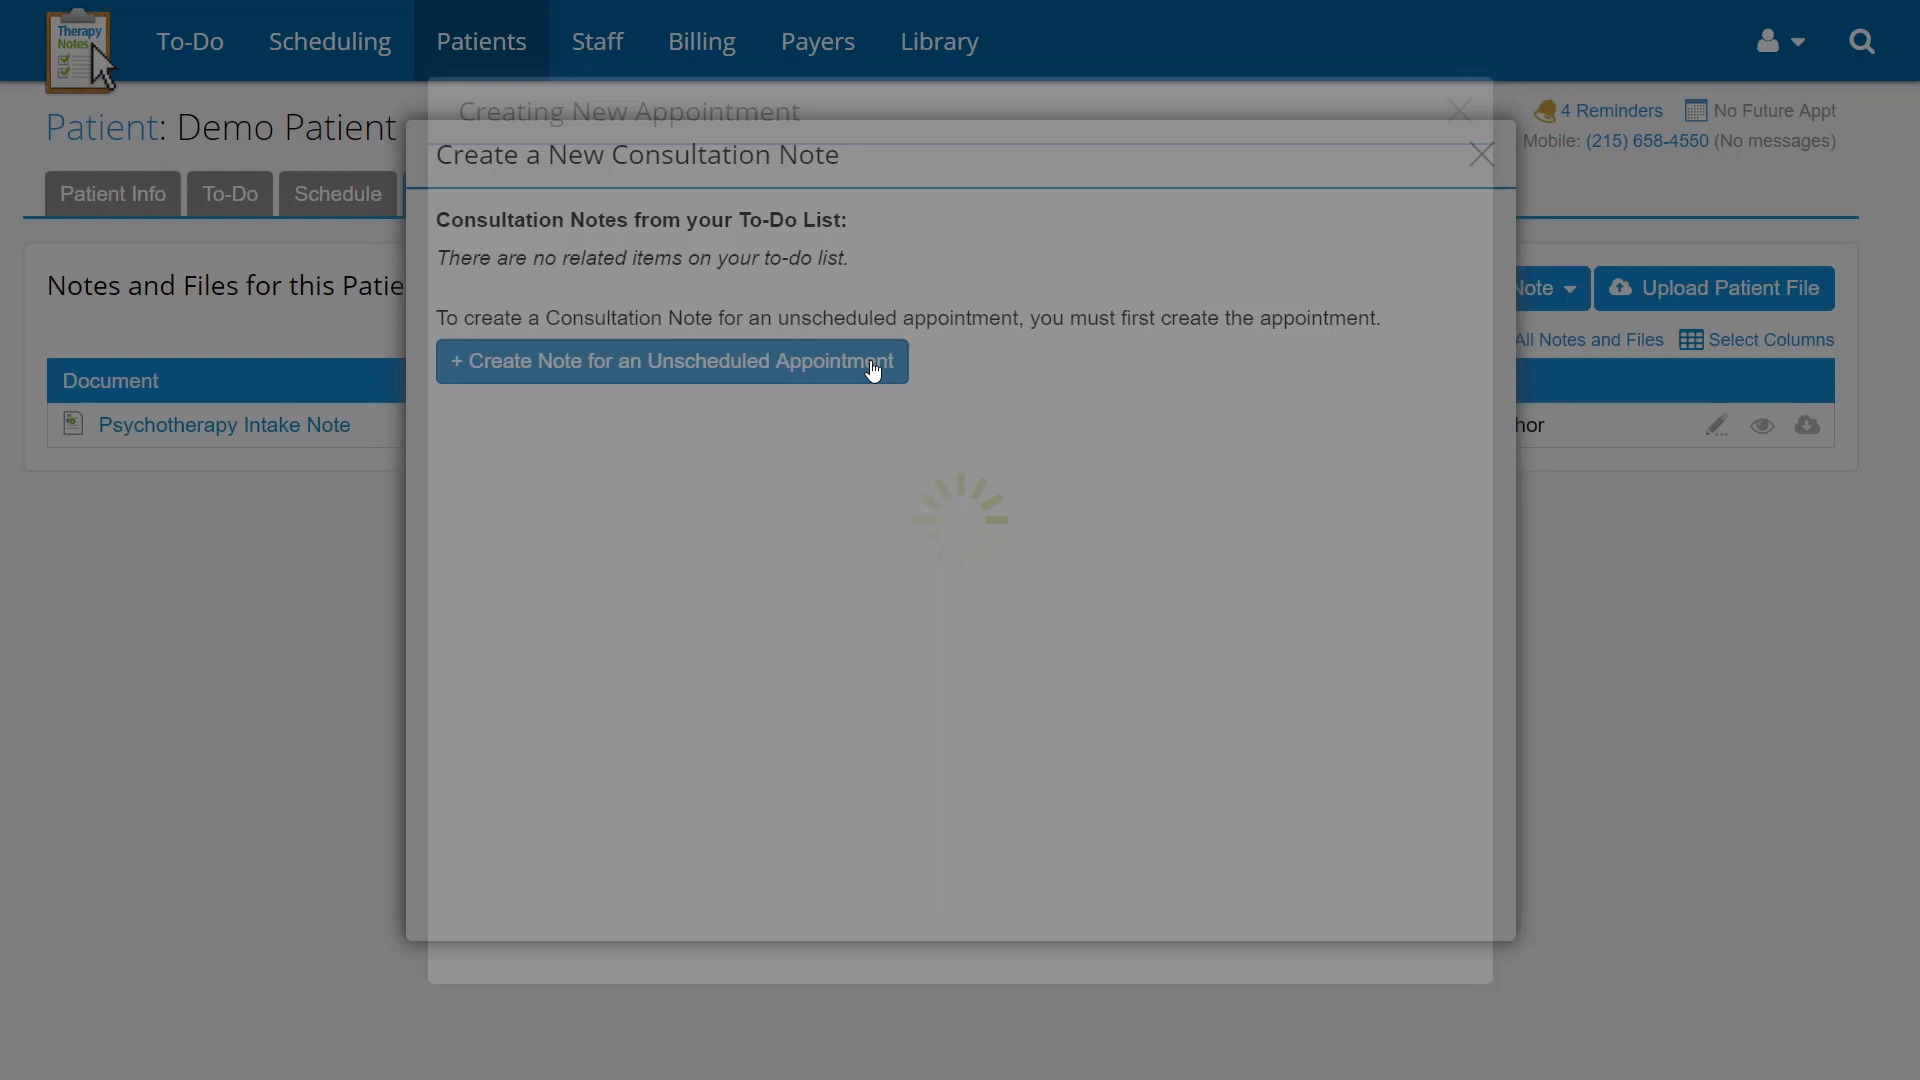 Therapy
Notes
To-Do
Scheduling
Patients
Staff
Billing
Payers
Library
Creating New Appointment
4 Reminders
No Future Appt
Patient: Demo Patient
Mobile: (215) 658-4550 (No messages)
Create a New Consultation Note
Patient Info
To-Do
Schedule
Consultation Notes from your To-Do List:
There are no related items on your to-do list.
Notes and Files for this Patie
Note
Upload Patient File
To create a Consultation Note for an unscheduled appointment, you must first create the appointment.
All Notes and Files
Select Columns
+ Create Note for an Unscheduled Appointment
Document
Psychotherapy Intake Note
hor